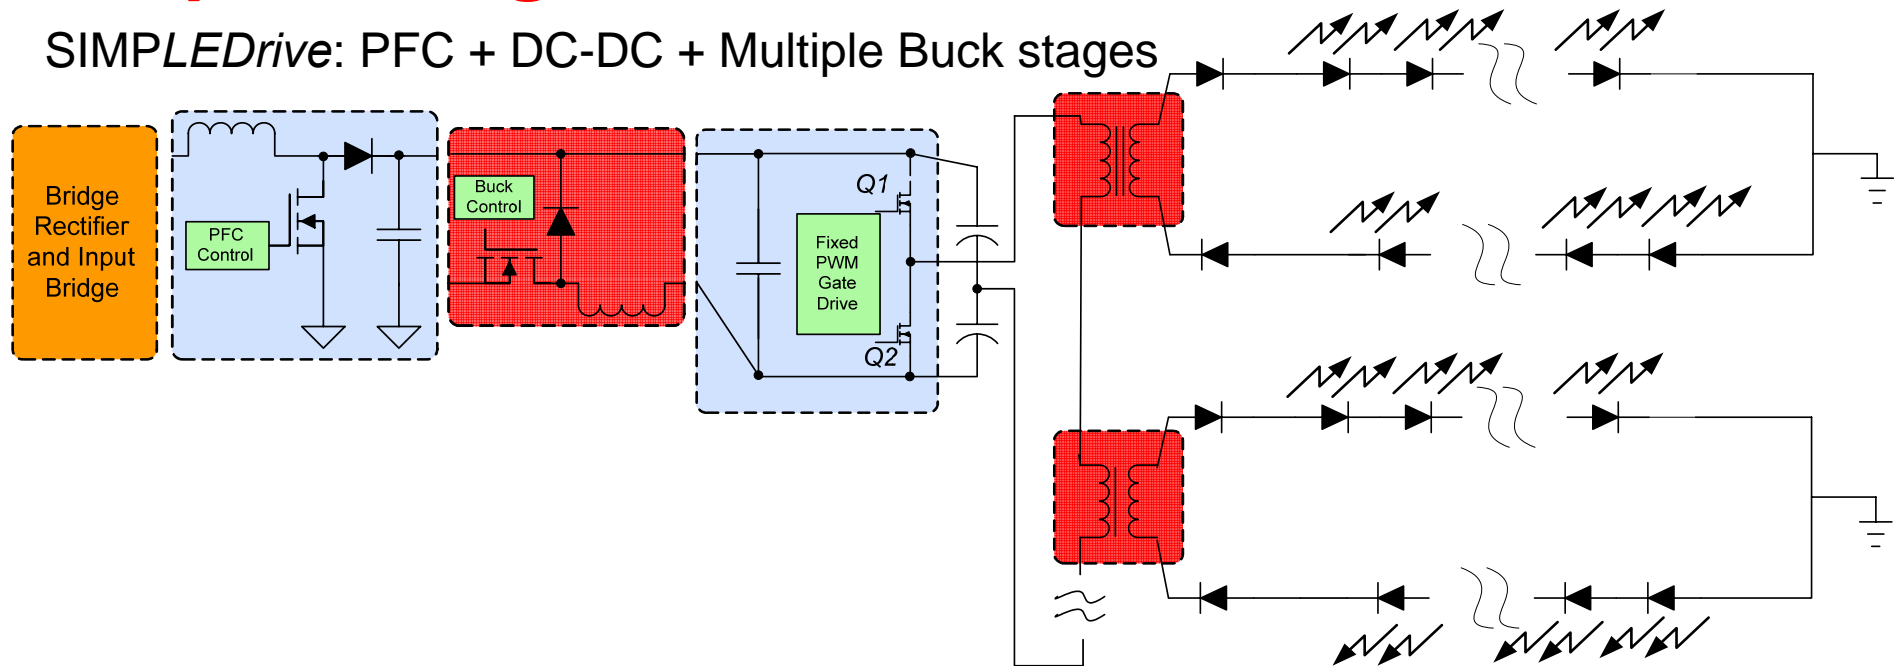 SIMPLEDrive: PFC + DC-DC + Multiple Buck stages
Bridge
Rectifier
and Input
Bridge
PFC
Control
Buck
Control
Fixed
PWM
Gate
Drive
Q1
Q2